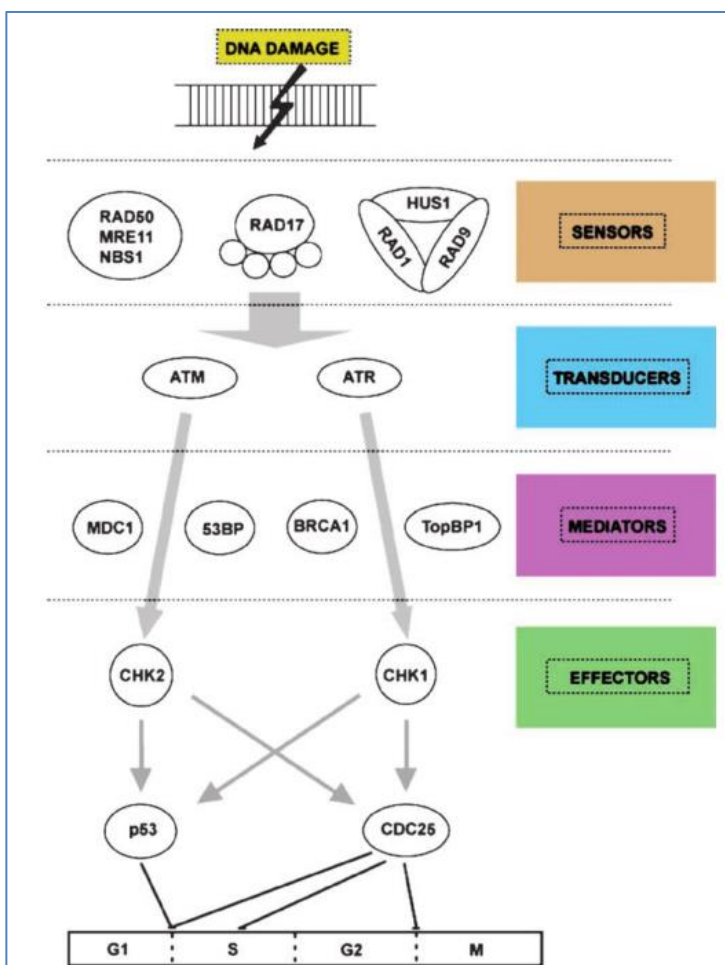 DNA DAMAGE
RAD50
MRE11
NBS1
RAD17
HUS1
RAD1
RAD9
SENSORS
ATM
ATR
TRANSDUCERS
MDC1
53BP
BRCA1
TopBP1
MEDIATORS
CHK2
CHK1
EFFECTORS
p53
CDC25
G1
S
G2
M